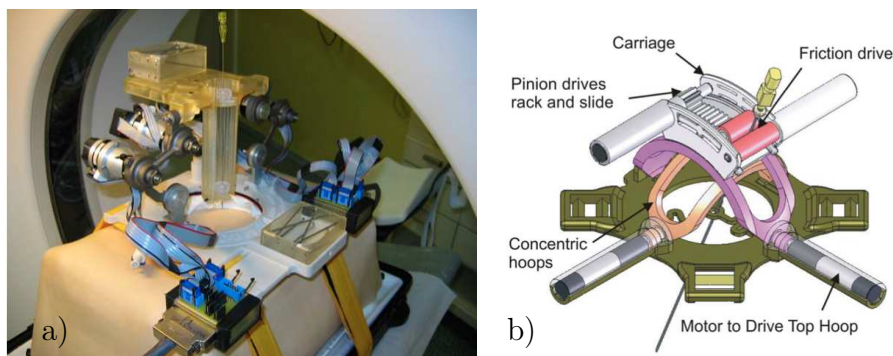 a)
b)
Carriage
Friction drive
Pinion drives
rack and slide
Concentric
hoops
Motor to Drive Top Hoop